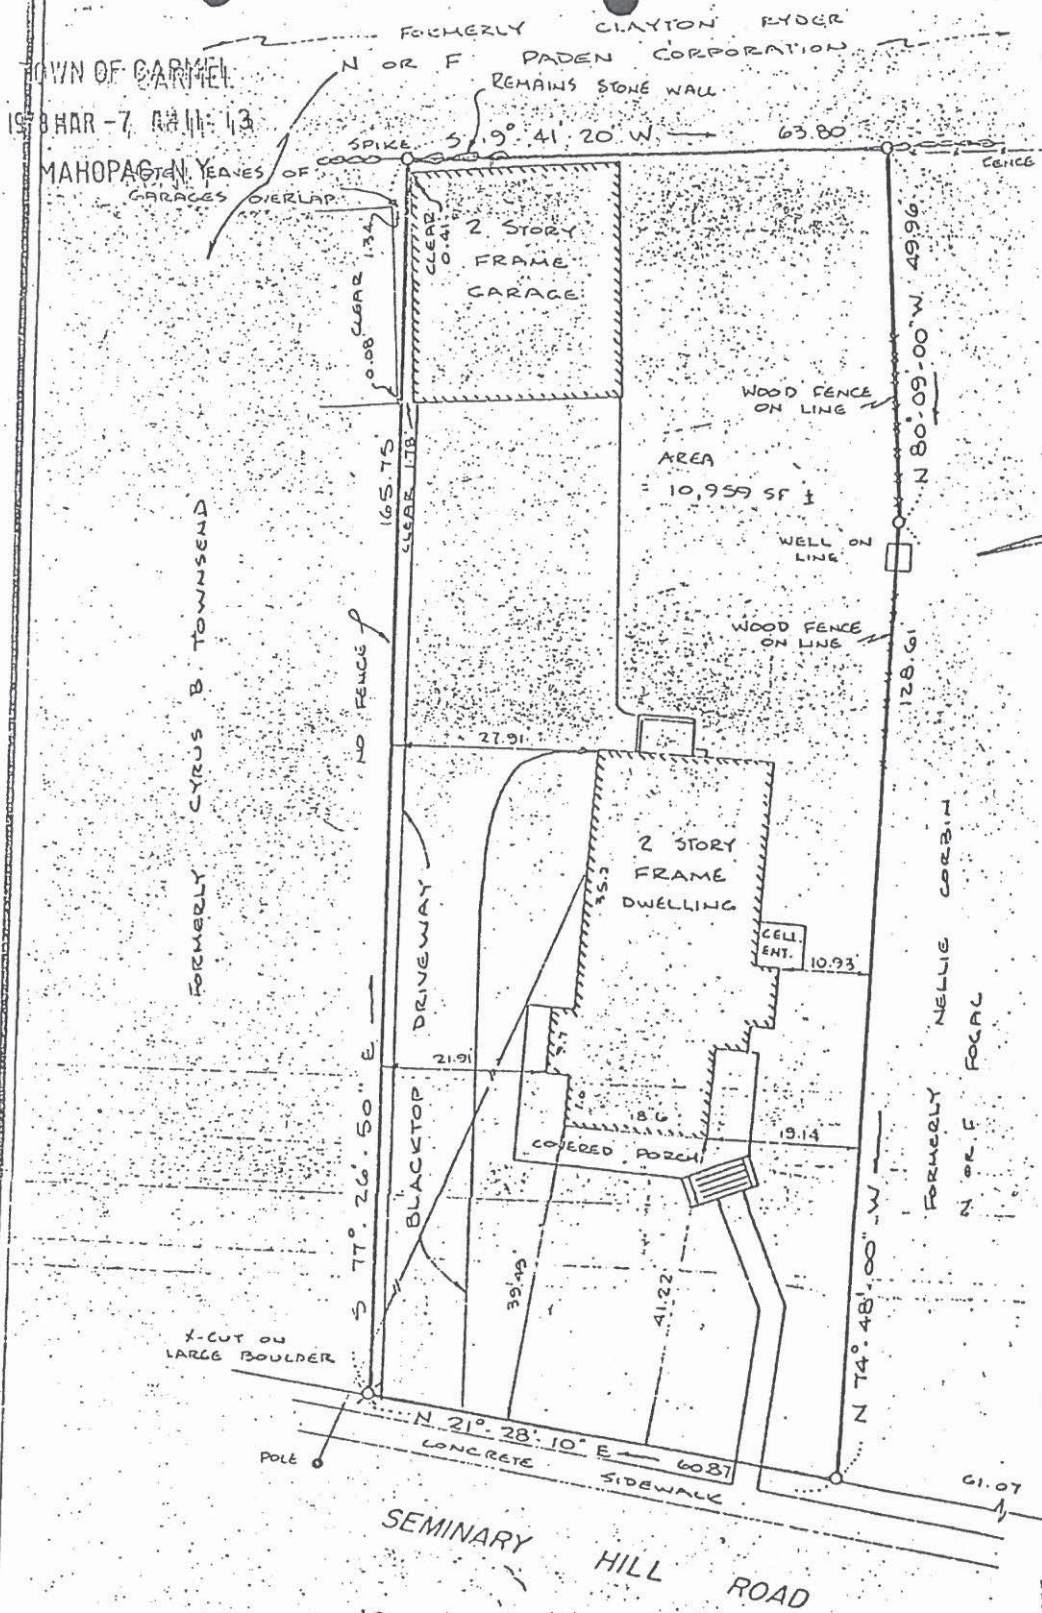 FORMERLY CLAYTON RYDER
N OR F PADEN CORPORATION
TOWN OF CARMEL
MAHOPAC, N.Y.
REMAINS STONE WALL
S 19° 41' 20" W 63.80
SPIKE
FENCE
EAVES OF
GARAGES OVERLAP
CLEAR 1.34
CLEAR
0.41
0.08' CLEAR
2 STORY
FRAME
GARAGE
N 80°-09'-00" W 49.96
WOOD FENCE
ON LINE
AREA
= 10,959 SF ±
WELL ON
LINE
WOOD FENCE
ON LINE
128.61
165.75
CLEAR 1.78'
NO FENCE
FORMERLY CYRUS B. TOWNSEND
27.91
2 STORY
FRAME
DWELLING
CELL.
ENT.
10.93
21.91
18.6
19.14
COVERED PORCH
BLACKTOP DRIVEWAY
S 77°. 26'. 50" E
FORMERLY NELLIE CORBIN
N OR F FOCAL
N 74°. 48'. 00" W
39.49
41.22
X-CUT ON
LARGE BOULDER
POLE
N 21°. 28'. 10" E 60.87
CONCRETE SIDEWALK
61.07
SEMINARY HILL ROAD